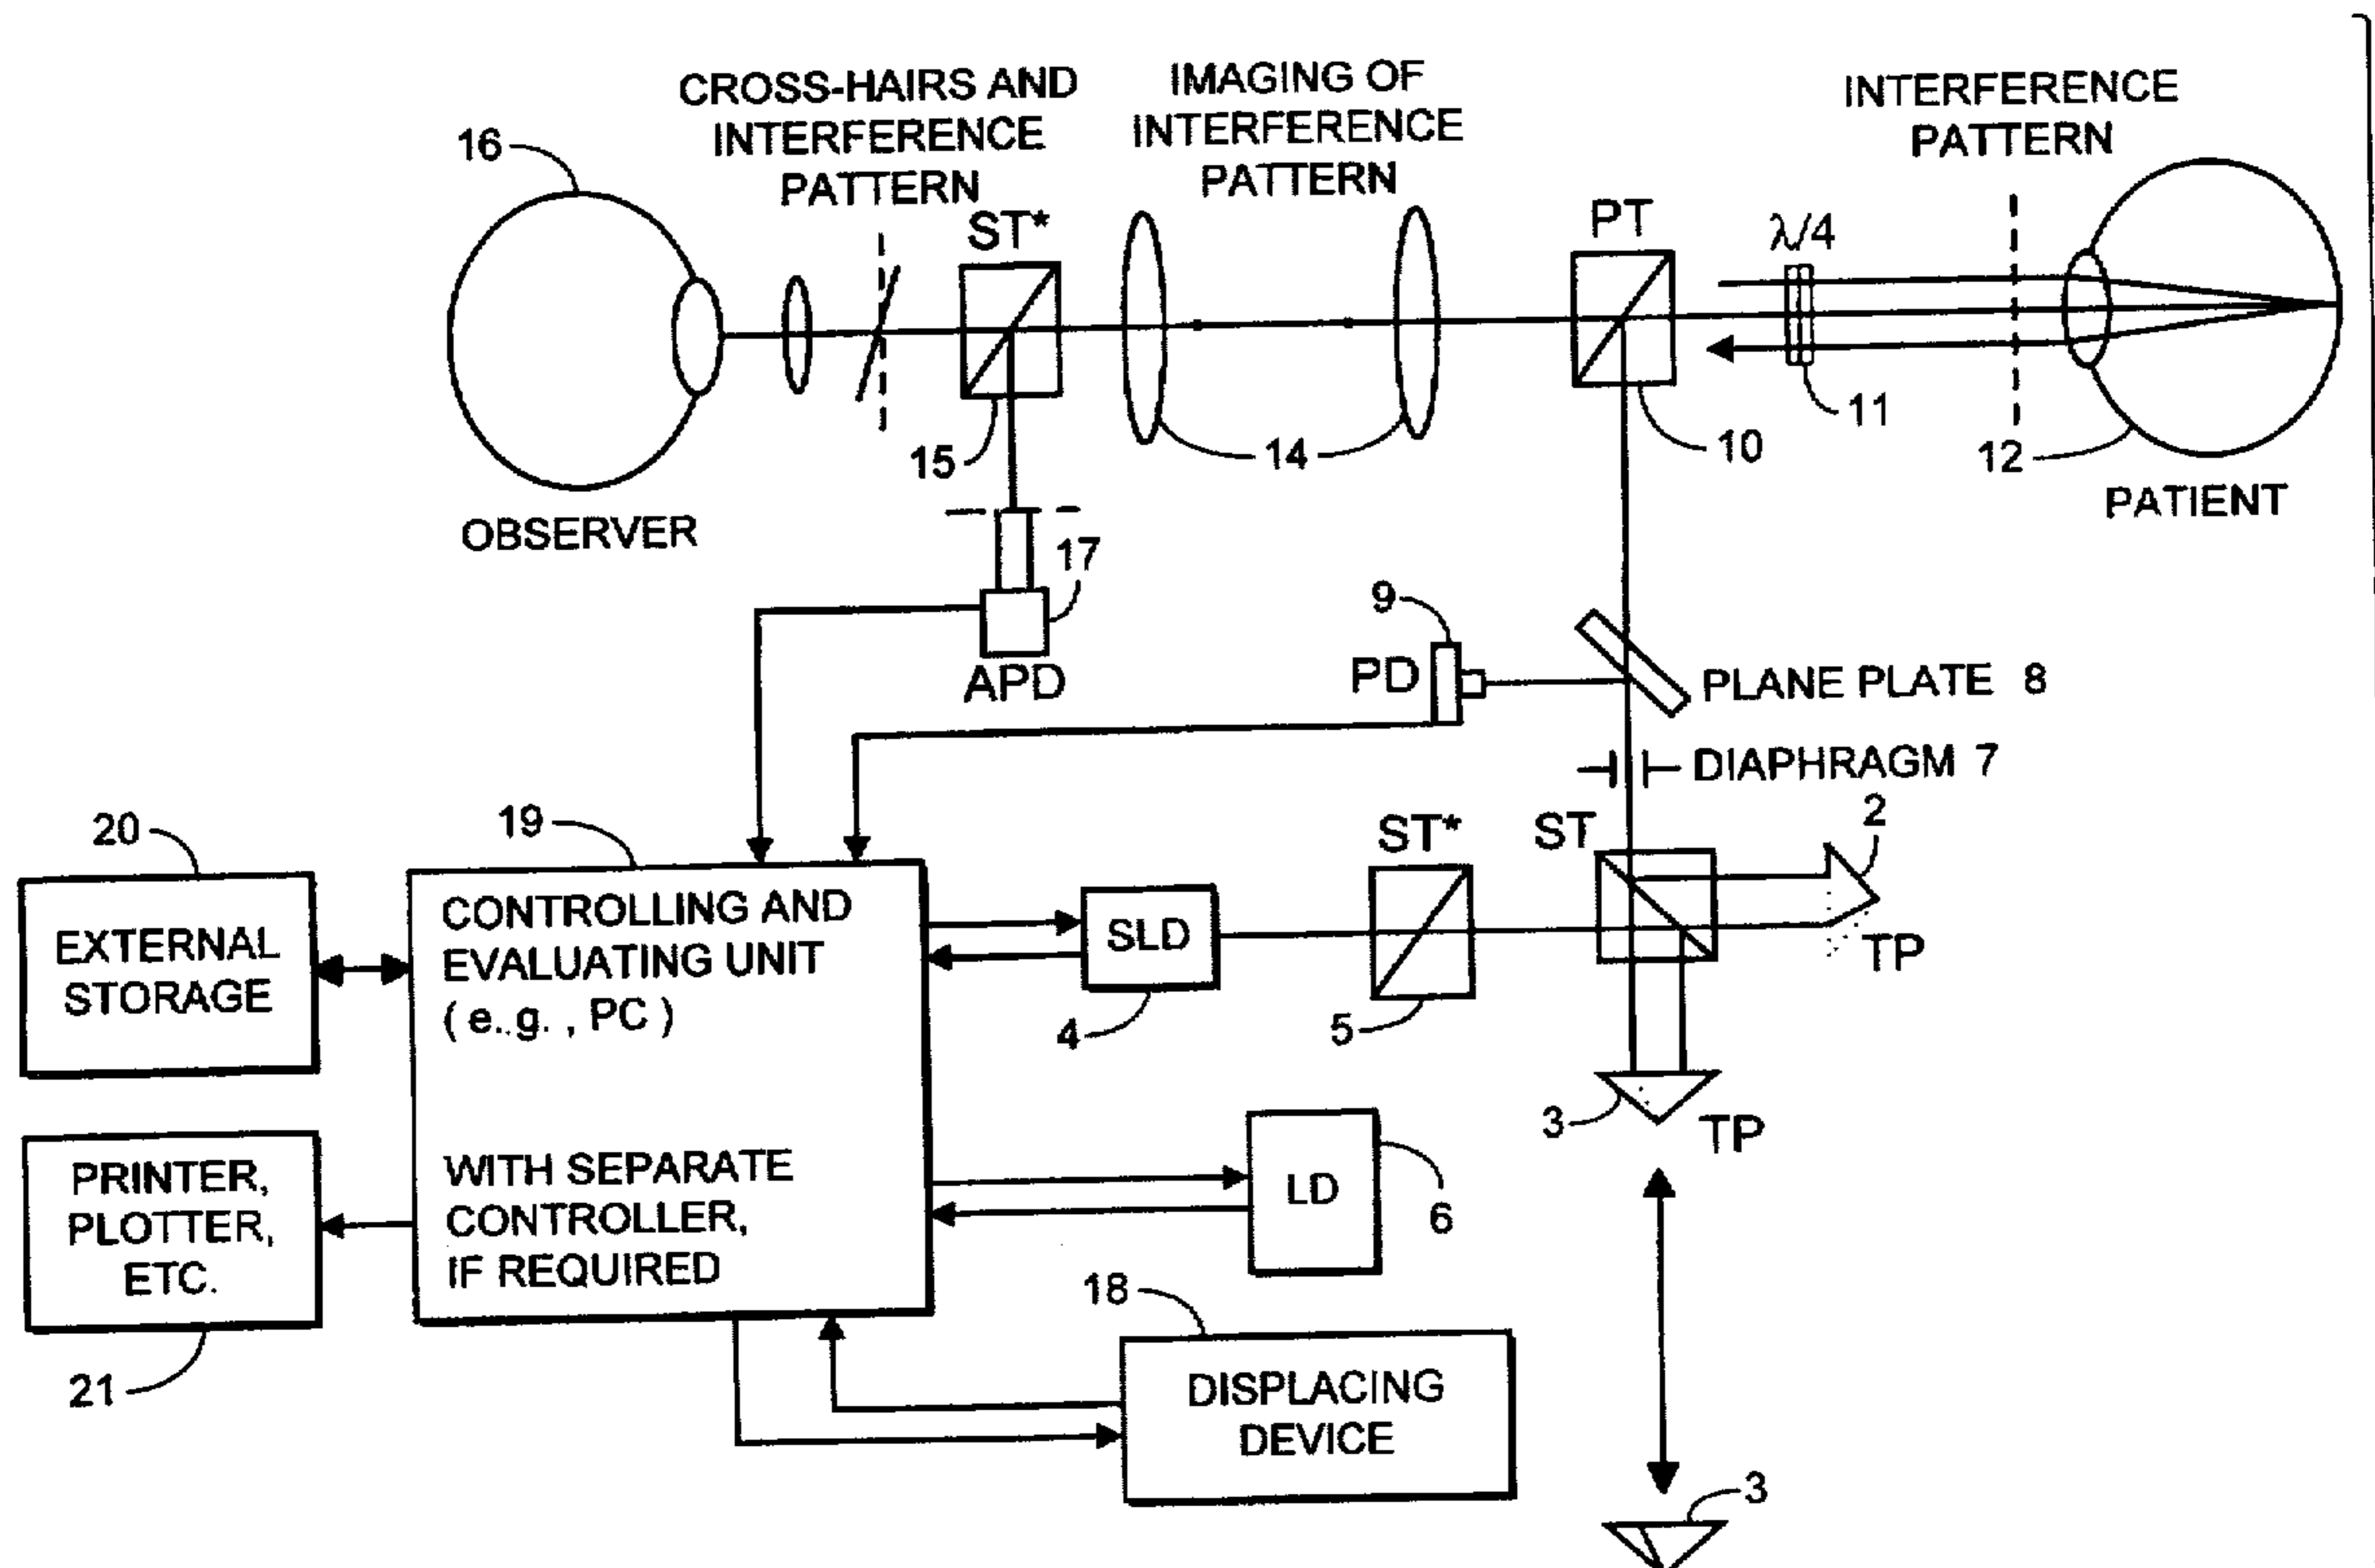 CROSS-HAIRS AND
INTERFERENCE
PATTERN
IMAGING OF
INTERFERENCE
PATTERN
INTERFERENCE
PATTERN
16
ST*
PT
λ/4
15
14
10
11
12
OBSERVER
PATIENT
17
APD
9
PD
PLANE PLATE 8
DIAPHRAGM 7
20
19
ST*
ST
2
EXTERNAL
STORAGE
CONTROLLING AND
EVALUATING UNIT
( e..g. , PC )
SLD
TP
4
5
3
TP
PRINTER,
PLOTTER,
ETC.
WITH SEPARATE
CONTROLLER,
IF REQUIRED
LD
6
21
18
DISPLACING
DEVICE
3